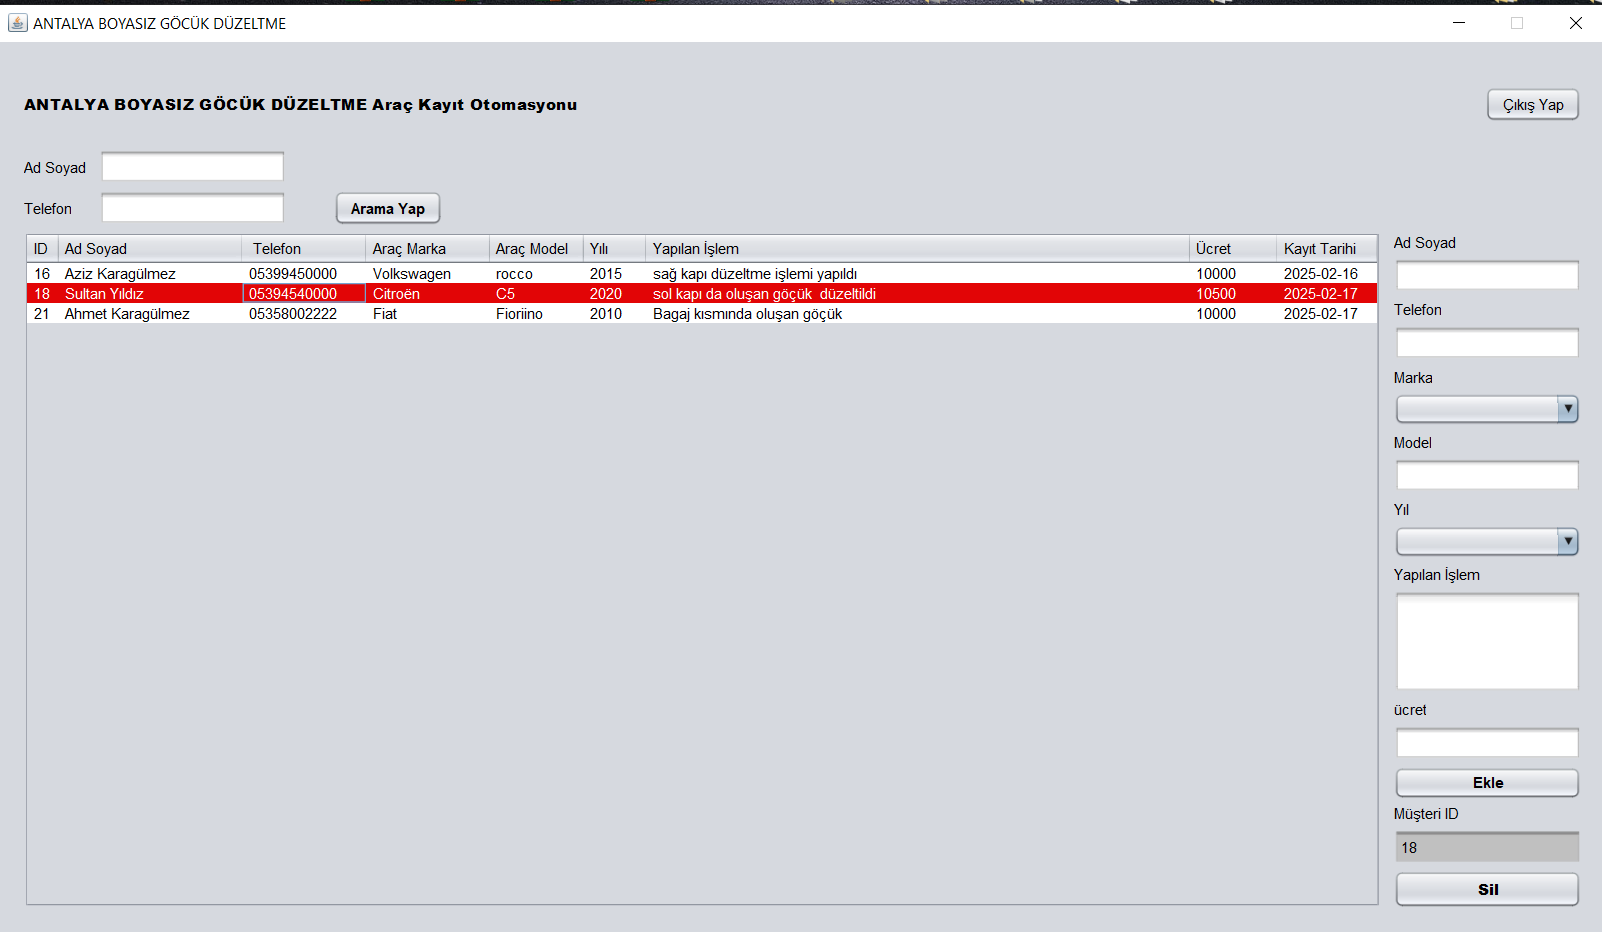 ANTALYA BOYASIZ GÖCÜK DÜZELTME
ANTALYA BOYASIZ GÖCÜK DÜZELTME Araç Kayıt Otomasyonu
Çıkış Yap
Ad Soyad
Telefon
Arama Yap
ID Ad Soyad Telefon Araç Marka Araç Model Yılı Yapılan İşlem Ücret Kayıt Tarihi
16 Aziz Karagülmez 05399450000 Volkswagen rocco 2015 sağ kapı düzeltme işlemi yapıldı 10000 2025-02-16
18 Sultan Yıldız 05394540000 Citroën C5 2020 sol kapı da oluşan göçük  düzeltildi 10500 2025-02-17
21 Ahmet Karagülmez 05358002222 Fiat Fioriino 2010 Bagaj kısmında oluşan göçük 10000 2025-02-17
Ad Soyad
Telefon
Marka
Model
Yıl
Yapılan İşlem
ücret
Ekle
Müşteri ID
18
Sil